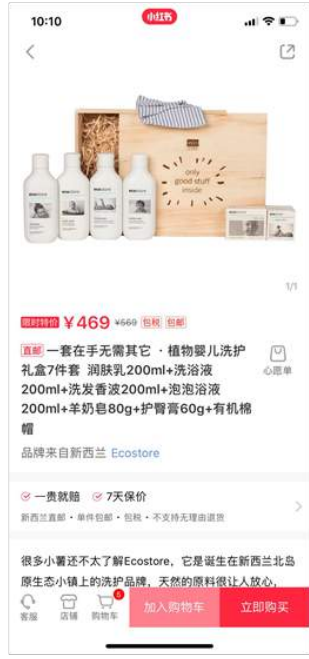 10:10
小红书
only
good stuff
inside
ecostore
ecostore
ecostore
ecostore
1/1
限时特价 ¥469 ¥569 包税 包邮
直邮 一套在手无需其它 · 植物婴儿洗护
礼盒7件套 润肤乳200ml+洗浴液
200ml+洗发香波200ml+泡泡浴液
200ml+羊奶皂80g+护臀膏60g+有机棉
帽
心愿单
品牌来自新西兰 Ecostore
一贵就赔 7天保价
新西兰直邮 · 单件包邮 · 包税 · 不支持无理由退货
很多小薯还不太了解Ecostore，它是诞生在新西兰北岛
原生态小镇上的洗护品牌，天然的原料很让人放心，
客服
店铺
购物车
6
加入购物车
立即购买